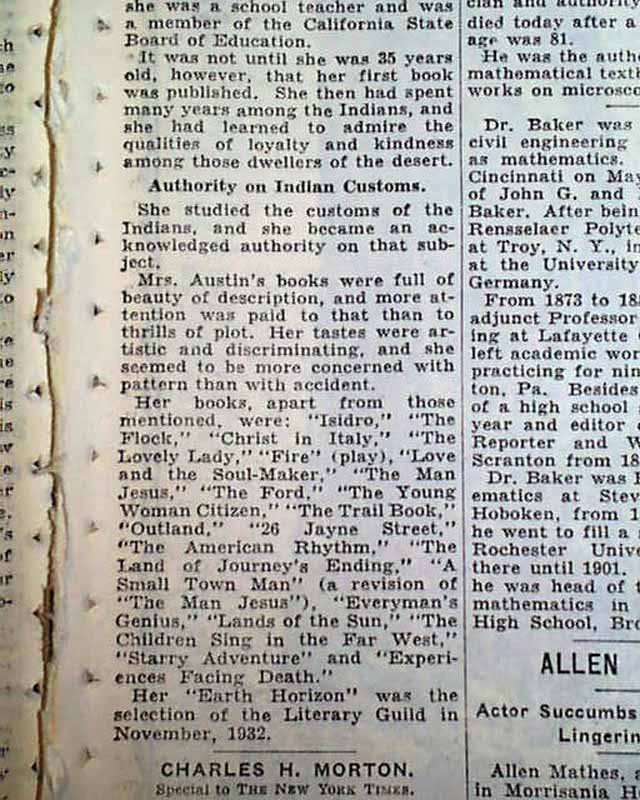 she was a school teacher and was
a member of the California State
Board of Education.
It was not until she was 35 years
old, however, that her first book
was published. She then had spent
many years among the Indians, and
she had learned to admire the
qualities of loyalty and kindness
among those dwellers of the desert.
Authority on Indian Customs.
She studied the customs of the
Indians, and she became an ac-
knowledged authority on that sub-
ject.
Mrs. Austin's books were full of
beauty of description, and more at-
tention was paid to that than to
thrills of plot. Her tastes were ar-
tistic and discriminating, and she
seemed to be more concerned with
pattern than with accident.
Her books, apart from those
mentioned, were: "Isidro," "The
Flock," "Christ in Italy," "The
Lovely Lady," "Fire" (play), "Love
and the Soul-Maker," "The Man
Jesus," "The Ford," "The Young
Woman Citizen," "The Trail Book,"
"Outland," "26 Jayne Street,"
"The American Rhythm," "The
Land of Journey's Ending," "A
Small Town Man" (a revision of
"The Man Jesus"), "Everyman's
Genius," "Lands of the Sun," "The
Children Sing in the Far West,"
"Starry Adventure" and "Experi-
ences Facing Death."
Her "Earth Horizon" was the
selection of the Literary Guild in
November, 1932.
CHARLES H. MORTON.
Special to THE NEW YORK TIMES.
cian and authority
died today after a
age was 81.
He was the autho
mathematical textb
works on microsco
Dr. Baker was
civil engineering
as mathematics.
Cincinnati on May
of John G. and
Baker. After bein
Rensselaer Polyte
at Troy, N. Y., in
at the University
Germany.
From 1873 to 18
adjunct Professor
ing at Lafayette
left academic wor
practicing for nin
ton, Pa. Besides
of a high school
year and editor
Reporter and W
Scranton from 18
Dr. Baker was
ematics at Stev
Hoboken, from 1
he went to fill a
Rochester Unive
there until 1901.
he was head of t
mathematics in
High School, Bro
ALLEN
Actor Succumbs
Lingerin
Allen Mathes, a
in Morrisania H